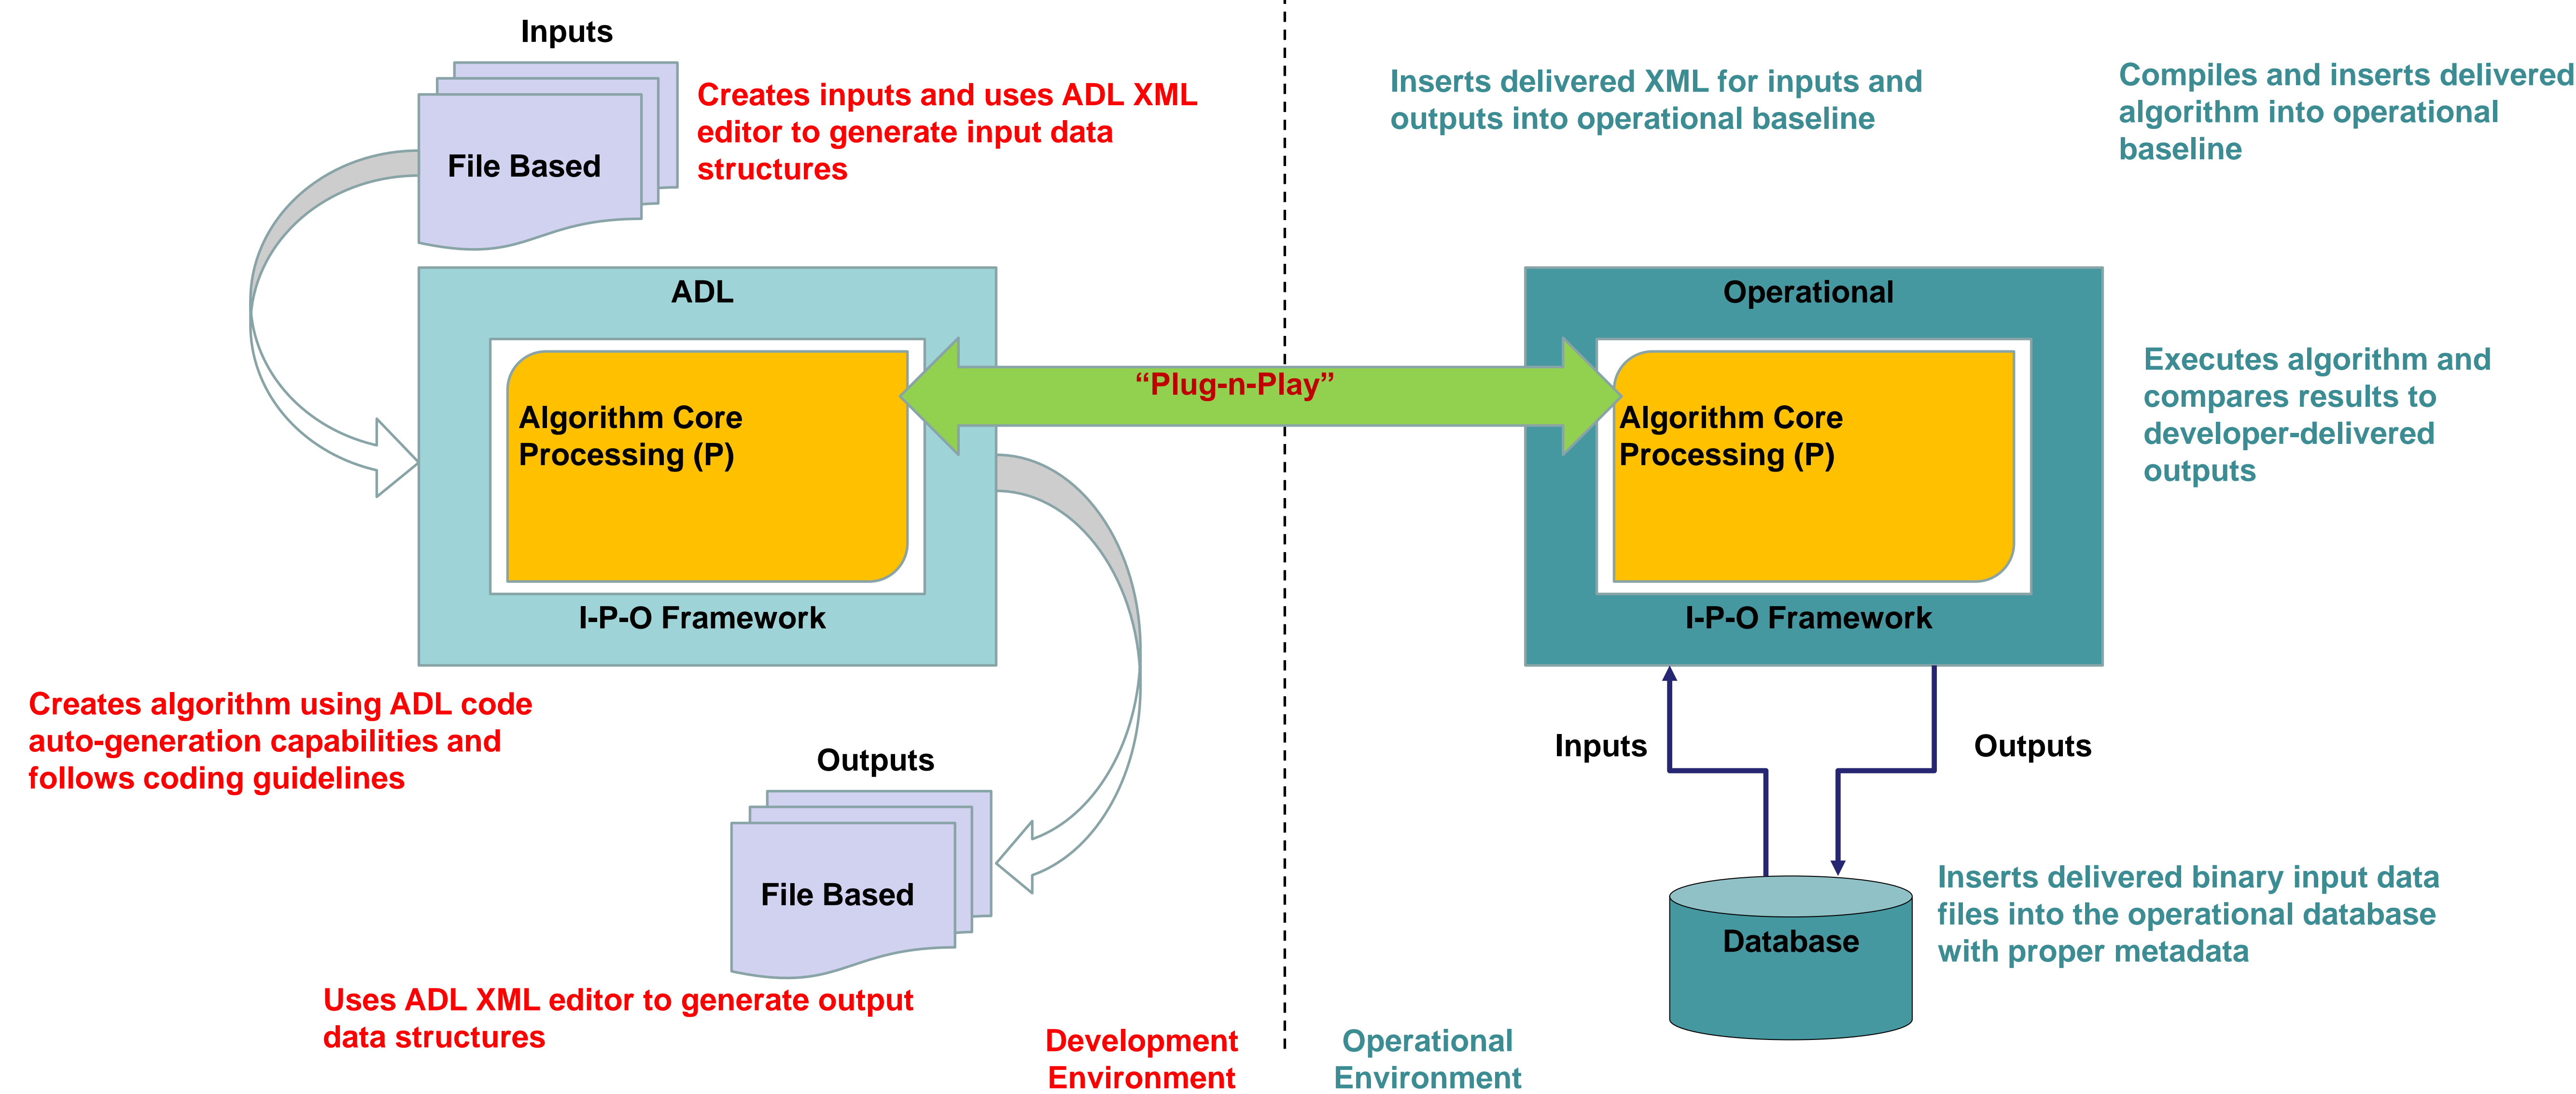 Inputs
File Based
Creates inputs and uses ADL XML
editor to generate input data
structures
ADL
Algorithm Core
Processing (P)
I-P-O Framework
Creates algorithm using ADL code
auto-generation capabilities and
follows coding guidelines
Outputs
File Based
Uses ADL XML editor to generate output
data structures
Development
Environment
“Plug-n-Play”
Inserts delivered XML for inputs and
outputs into operational baseline
Compiles and inserts delivered
algorithm into operational
baseline
Operational
Algorithm Core
Processing (P)
I-P-O Framework
Executes algorithm and
compares results to
developer-delivered
outputs
Inputs
Outputs
Database
Inserts delivered binary input data
files into the operational database
with proper metadata
Operational
Environment